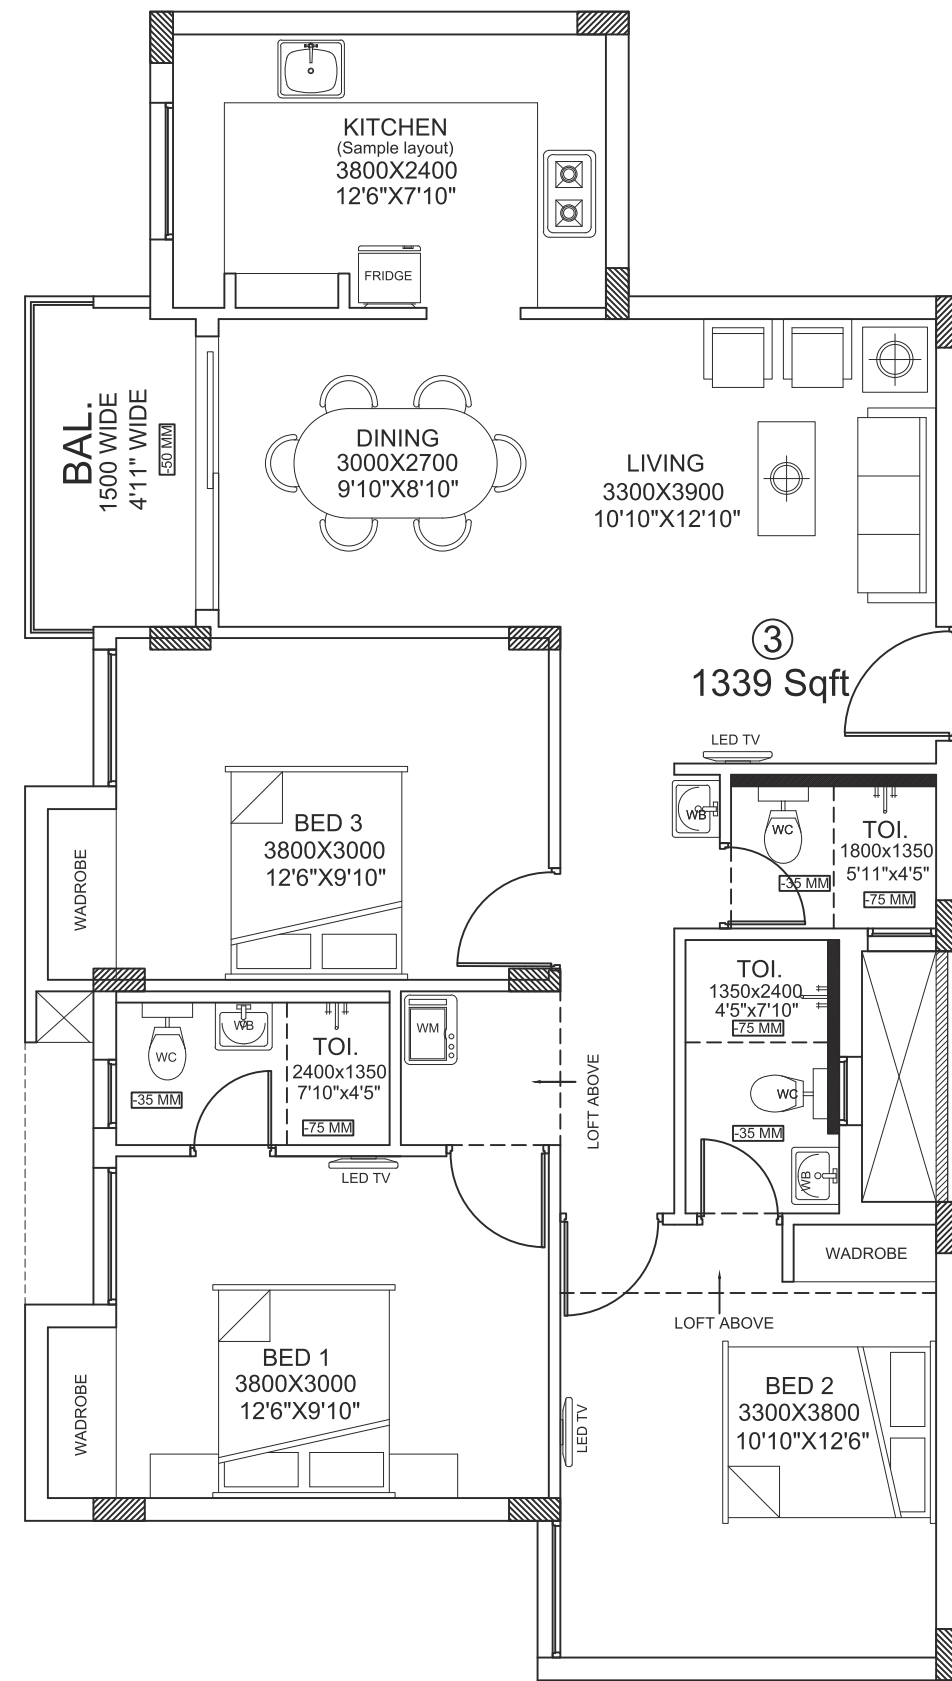 KITCHEN
(Sample layout)
3800X2400
12'6"X7'10"
FRIDGE
BAL.
1500 WIDE
4'11" WIDE
-50 MM
DINING
3000X2700
9'10"X8'10"
LIVING
3300X3900
10'10"X12'10"
3
1339 Sqft
LED TV
BED 3
3800X3000
12'6"X9'10"
WADROBE
WB
WC
TOI.
1800x1350
5'11"x4'5"
-35 MM
-75 MM
TOI.
1350x2400
4'5"x7'10"
-75 MM
WC
-35 MM
WB
WC
WB
TOI.
2400x1350
7'10"x4'5"
-35 MM
-75 MM
WM
LOFT ABOVE
LED TV
WADROBE
LOFT ABOVE
BED 1
3800X3000
12'6"X9'10"
WADROBE
LED TV
BED 2
3300X3800
10'10"X12'6"